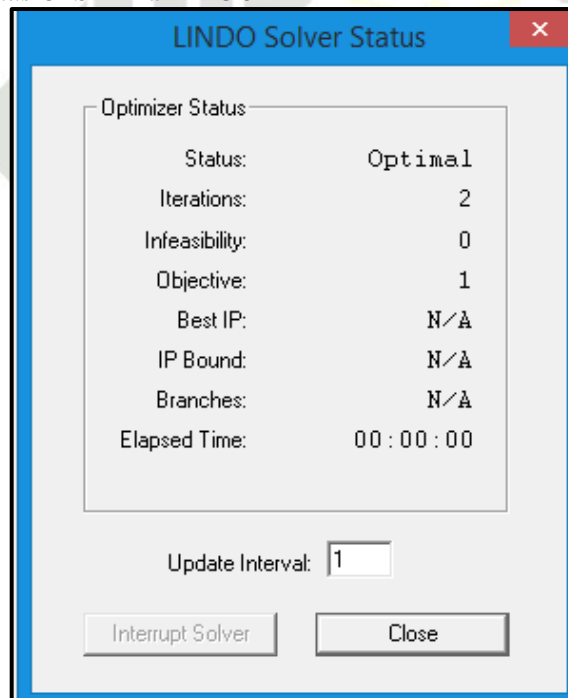 LINDO Solver Status
Optimizer Status
Status: Optimal
Iterations: 2
Infeasibility: 0
Objective: 1
Best IP: N/A
IP Bound: N/A
Branches: N/A
Elapsed Time: 00:00:00
Update Interval: 1
Interrupt Solver Close